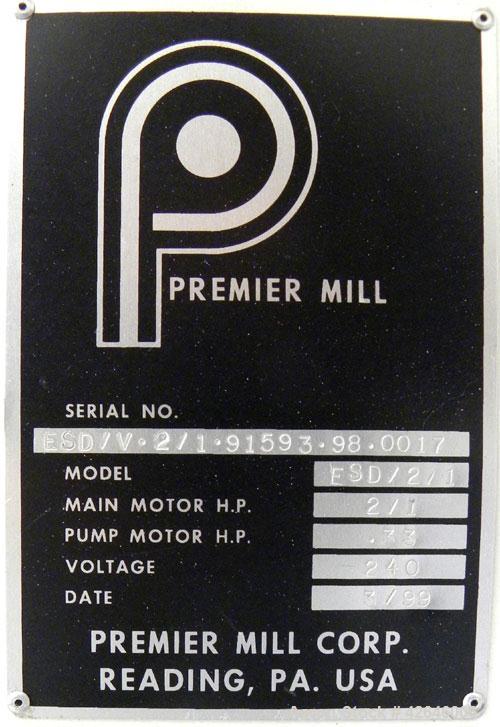 PREMIER MILL
SERIAL NO.
ESD/V·2/1·91593·98·0017
MODEL ESD/2/1
MAIN MOTOR H.P. 2/1
PUMP MOTOR H.P. .33
VOLTAGE 240
DATE 3/99
PREMIER MILL CORP.
READING, PA. USA